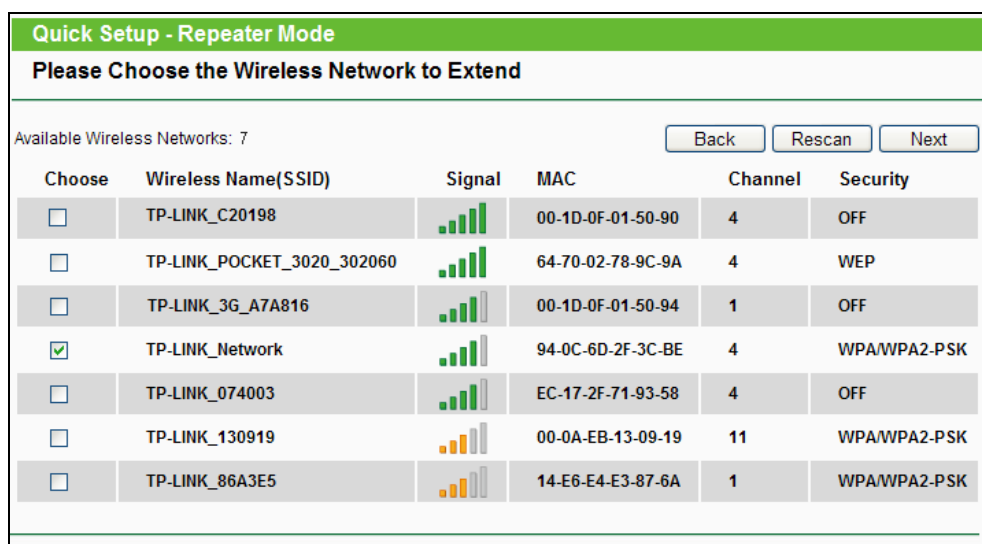 Quick Setup - Repeater Mode
Please Choose the Wireless Network to Extend
Available Wireless Networks: 7 Back Rescan Next
Choose Wireless Name(SSID) Signal MAC Channel Security
TP-LINK_C20198 00-1D-0F-01-50-90 4 OFF
TP-LINK_POCKET_3020_302060 64-70-02-78-9C-9A 4 WEP
TP-LINK_3G_A7A816 00-1D-0F-01-50-94 1 OFF
TP-LINK_Network 94-0C-6D-2F-3C-BE 4 WPA/WPA2-PSK
TP-LINK_074003 EC-17-2F-71-93-58 4 OFF
TP-LINK_130919 00-0A-EB-13-09-19 11 WPA/WPA2-PSK
TP-LINK_86A3E5 14-E6-E4-E3-87-6A 1 WPA/WPA2-PSK